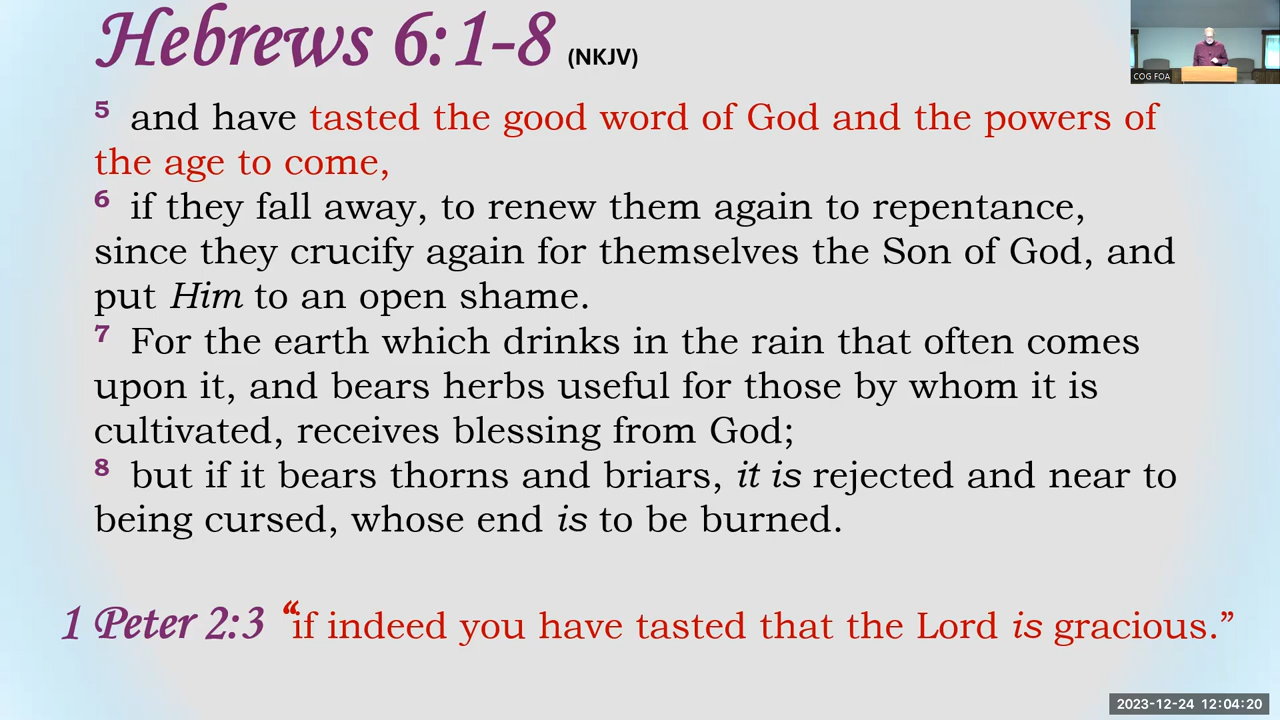 Hebrews 6:1-8 (NKJV)
COG FOA
5 and have tasted the good word of God and the powers of
the age to come,
6 if they fall away, to renew them again to repentance,
since they crucify again for themselves the Son of God, and
put Him to an open shame.
7 For the earth which drinks in the rain that often comes
upon it, and bears herbs useful for those by whom it is
cultivated, receives blessing from God;
8 but if it bears thorns and briars, it is rejected and near to
being cursed, whose end is to be burned.
1 Peter 2:3 “if indeed you have tasted that the Lord is gracious.”
2023-12-24 12:04:20